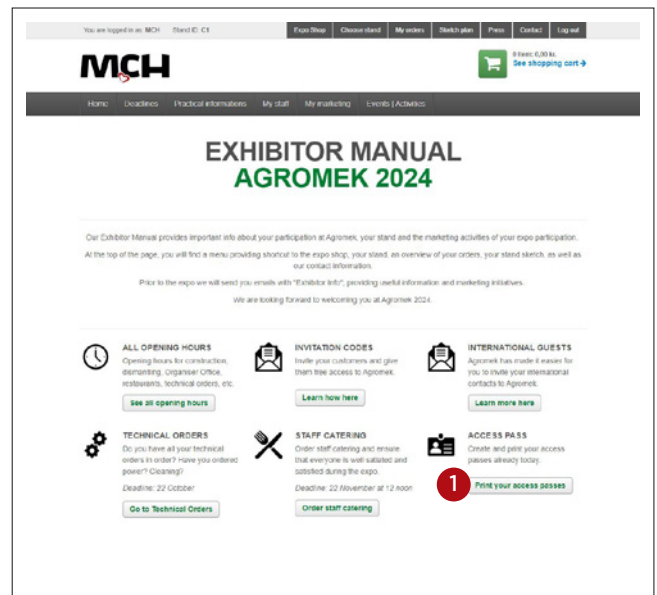 You are logged in as: MCH Stand ID: C1
Expo Shop Choose stand My orders Sketch plan Press Contact Log out
MCH
0 items: 0,00 kr.
See shopping cart →
Home Deadlines Practical informations My staff My marketing Events | Activities
EXHIBITOR MANUAL
AGROMEK 2024
Our Exhibitor Manual provides important info about your participation at Agromek, your stand and the marketing activities of your expo participation.
At the top of the page, you will find a menu providing shortcut to the expo shop, your stand, an overview of your orders, your stand sketch, as well as
our contact information.
Prior to the expo we will send you emails with "Exhibitor Info", providing useful information and marketing initiatives.
We are looking forward to welcoming you at Agromek 2024.
ALL OPENING HOURS
Opening hours for construction,
dismantling, Organiser Office,
restaurants, technical orders, etc.
See all opening hours
INVITATION CODES
Invite your customers and give
them free access to Agromek.
Learn how here
INTERNATIONAL GUESTS
Agromek has made it easier for
you to invite your international
contacts to Agromek.
Learn more here
TECHNICAL ORDERS
Do you have all your technical
orders in order? Have you ordered
power? Cleaning?
Deadline: 22 October
Go to Technical Orders
STAFF CATERING
Order staff catering and ensure
that everyone is well satiated and
satisfied during the expo.
Deadline: 22 November at 12 noon
Order staff catering
ACCESS PASS
Create and print your access
passes already today.
1 Print your access passes